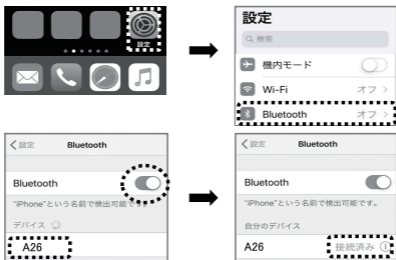 設定
設定
検索
機内モード
Wi-Fi オフ >
Bluetooth オフ >
< 設定 Bluetooth
Bluetooth
"iPhone"という名前で検出可能です。
デバイス
A26
< 設定 Bluetooth
Bluetooth
"iPhone"という名前で検出可能です。
自分のデバイス
A26 接続済み